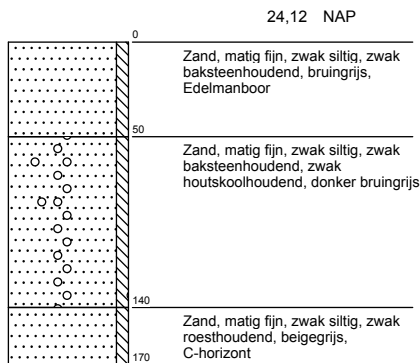 24,12 NAP
0
Zand, matig fijn, zwak siltig, zwak
baksteenhoudend, bruingrijs,
Edelmanboor
50
Zand, matig fijn, zwak siltig, zwak
baksteenhoudend, zwak
houtskoolhoudend, donker bruingrijs
140
Zand, matig fijn, zwak siltig, zwak
roesthoudend, beigegrijs,
C-horizont
170